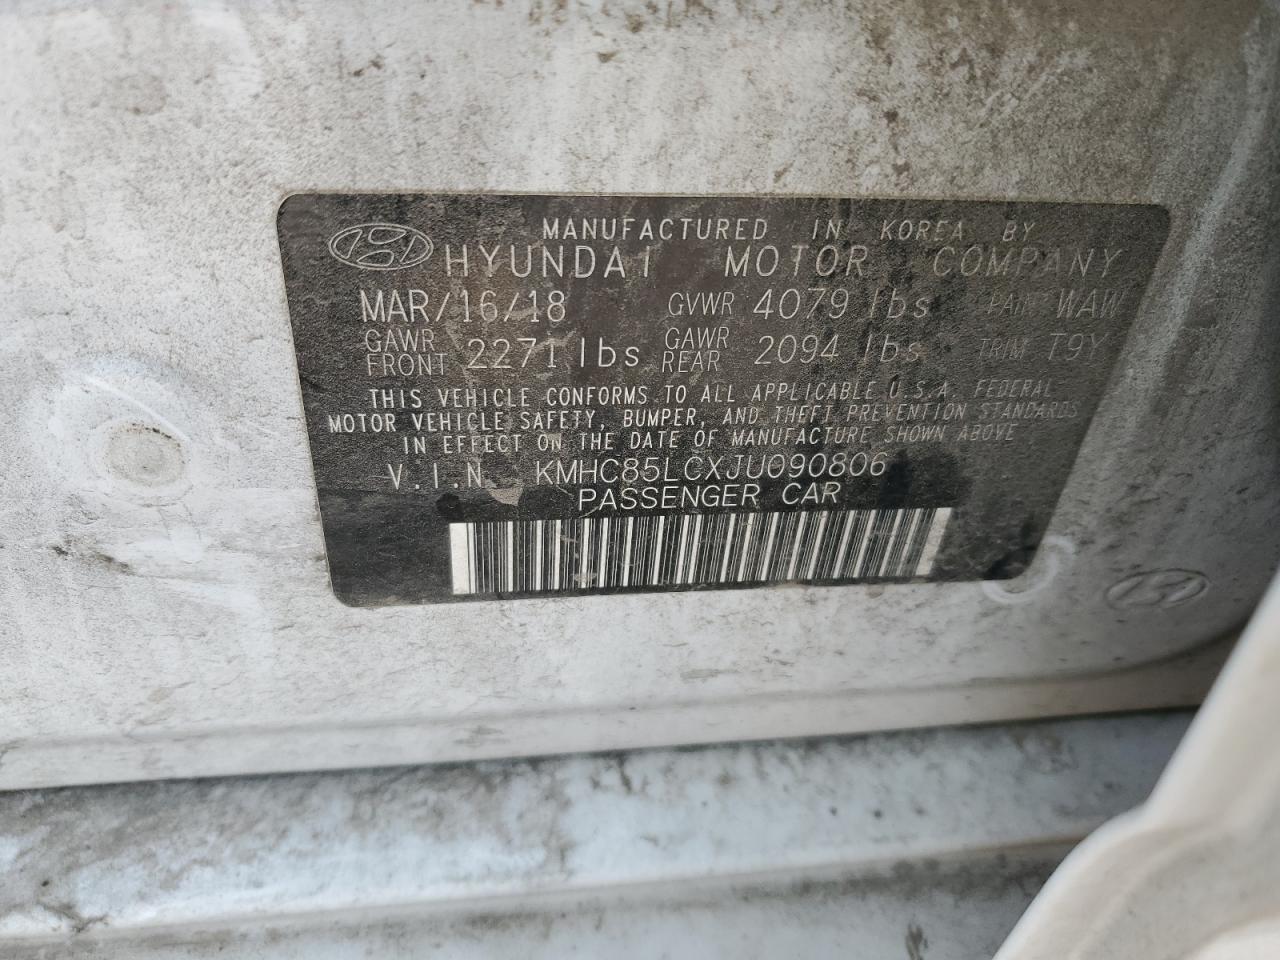 MANUFACTURED IN KOREA BY
HYUNDAI MOTOR COMPANY
MAR/16/18 GVWR 4079 lbs PAINT WAW
GAWR FRONT 2271 lbs GAWR REAR 2094 lbs TRIM T9Y
THIS VEHICLE CONFORMS TO ALL APPLICABLE U.S.A. FEDERAL
MOTOR VEHICLE SAFETY, BUMPER, AND THEFT PREVENTION STANDARDS
IN EFFECT ON THE DATE OF MANUFACTURE SHOWN ABOVE
V.I.N. KMHC85LCXJU090806
PASSENGER CAR